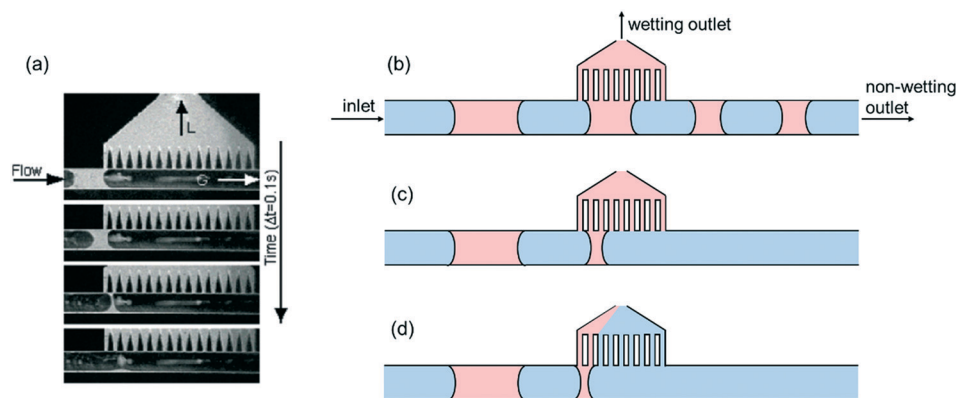 (a)
L
Flow
G
Time (Δt=0.1s)
(b)
wetting outlet
inlet
non-wetting
outlet
(c)
(d)